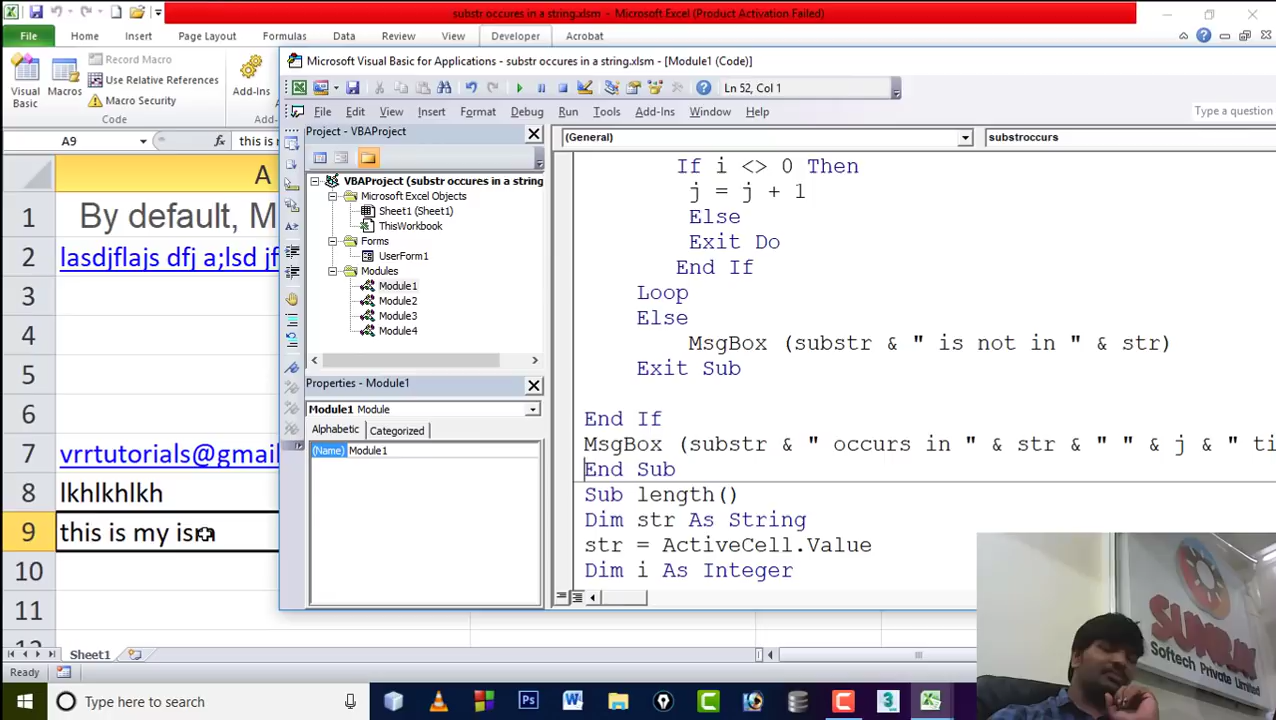 substr occures in a string.xlsm - Microsoft Excel (Product Activation Failed)
File Home Insert Page Layout Formulas Data Review View Developer Acrobat
Visual Basic
Macros
Record Macro
Use Relative References
Macro Security
Code
Add-Ins
A9 fx this is
A
1 By default, M
2 lasdjflajs dfj a;lsd jf
3
4
5
6
7 vrrtutorials@gmail
8 lkhlkhlkh
9 this is my ism
10
11
12
Sheet1
Ready
Microsoft Visual Basic for Applications - substr occures in a string.xlsm - [Module1 (Code)]
Ln 52, Col 1
File Edit View Insert Format Debug Run Tools Add-Ins Window Help
Type a question
Project - VBAProject
VBAProject (substr occures in a string
Microsoft Excel Objects
Sheet1 (Sheet1)
ThisWorkbook
Forms
UserForm1
Modules
Module1
Module2
Module3
Module4
Properties - Module1
Module1 Module
Alphabetic Categorized
(Name) Module1
(General) substroccurs
If i <> 0 Then
j = j + 1
Else
Exit Do
End If
Loop
Else
MsgBox (substr & " is not in " & str)
Exit Sub
End If
MsgBox (substr & " occurs in " & str & " " & j & " ti
End Sub
Sub length()
Dim str As String
str = ActiveCell.Value
Dim i As Integer
Softech Private Limited
Type here to search